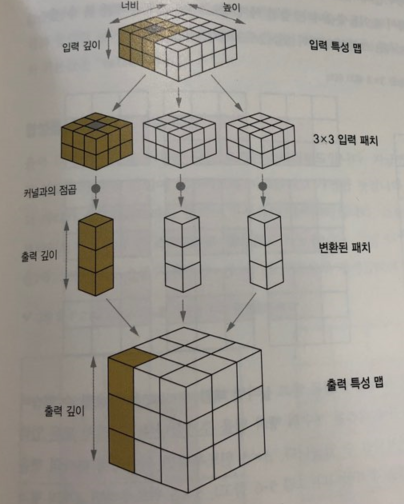 너비
높이
입력 깊이
입력 특성 맵
3×3 입력 패치
커널과의 점곱
출력 깊이
변환된 패치
출력 특성 맵
출력 깊이